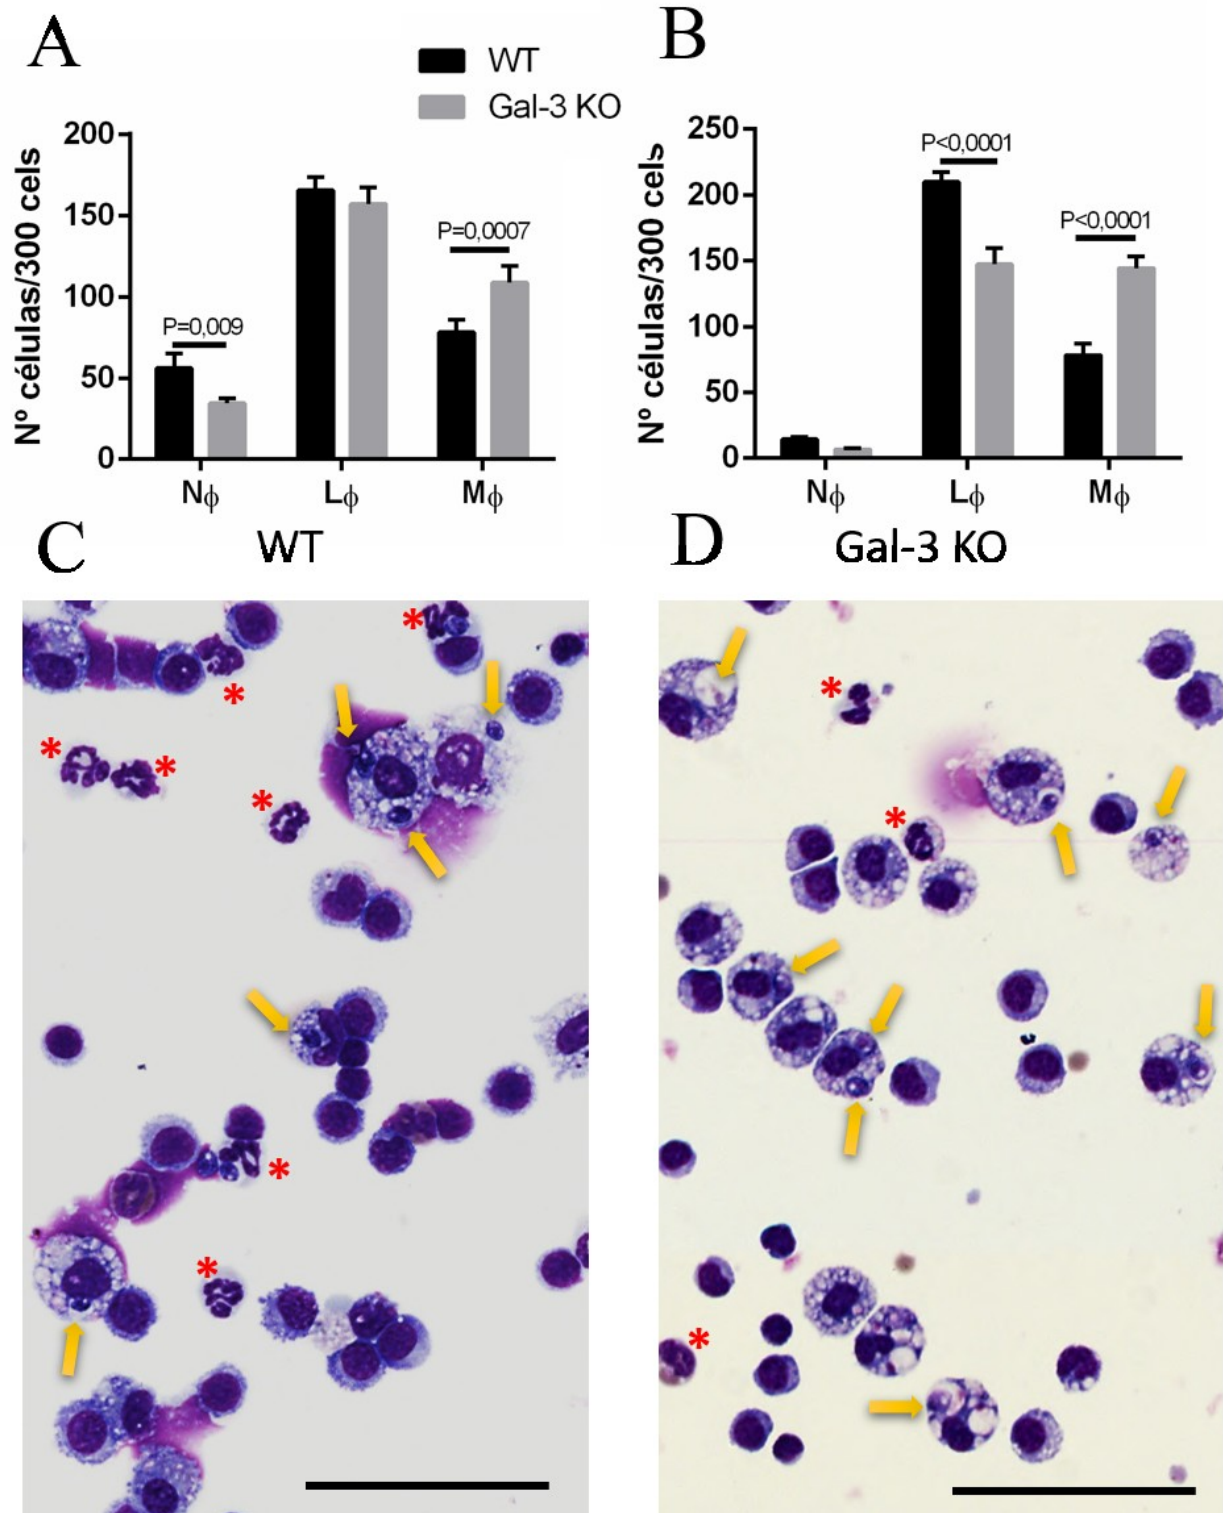 A
WT
Gal-3 KO
Nº células/300 cels
200
150
100
50
0
P=0,009
P=0,0007
Nϕ
Lϕ
Mϕ
B
Nº células/300 cels
250
200
150
100
50
0
P<0,0001
P<0,0001
Nϕ
Lϕ
Mϕ
C
WT
*
*
*
*
*
*
*
D
Gal-3 KO
*
*
*